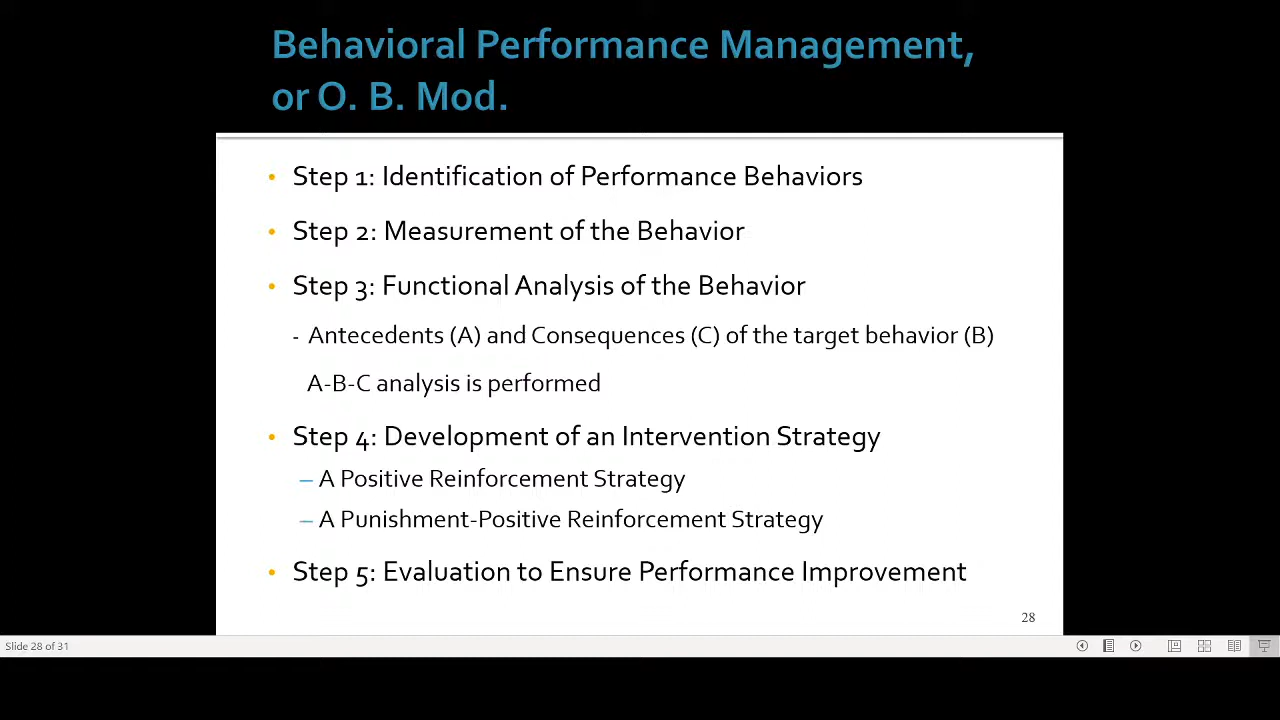 Behavioral Performance Management,
or O. B. Mod.
• Step 1: Identification of Performance Behaviors
• Step 2: Measurement of the Behavior
• Step 3: Functional Analysis of the Behavior
- Antecedents (A) and Consequences (C) of the target behavior (B)
A-B-C analysis is performed
• Step 4: Development of an Intervention Strategy
– A Positive Reinforcement Strategy
– A Punishment-Positive Reinforcement Strategy
• Step 5: Evaluation to Ensure Performance Improvement
28
Slide 28 of 31